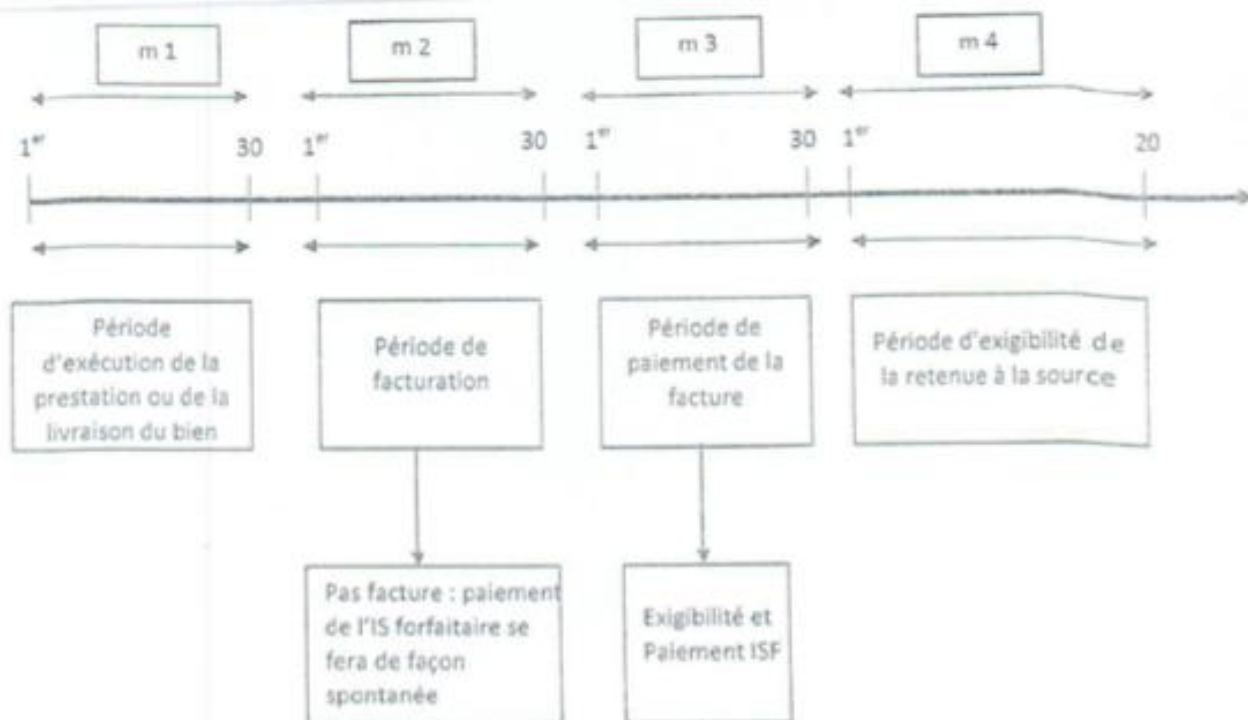 m 1
m 2
m 3
m 4
1er 30 1er 30 1er 30 1er 20
Période
d'exécution de la
prestation ou de la
livraison du bien
Période de
facturation
Période de
paiement de la
facture
Période d'exigibilité de
la retenue à la source
Pas facture : paiement
de l'IS forfaitaire se
fera de façon
spontanée
Exigibilité et
Paiement ISF